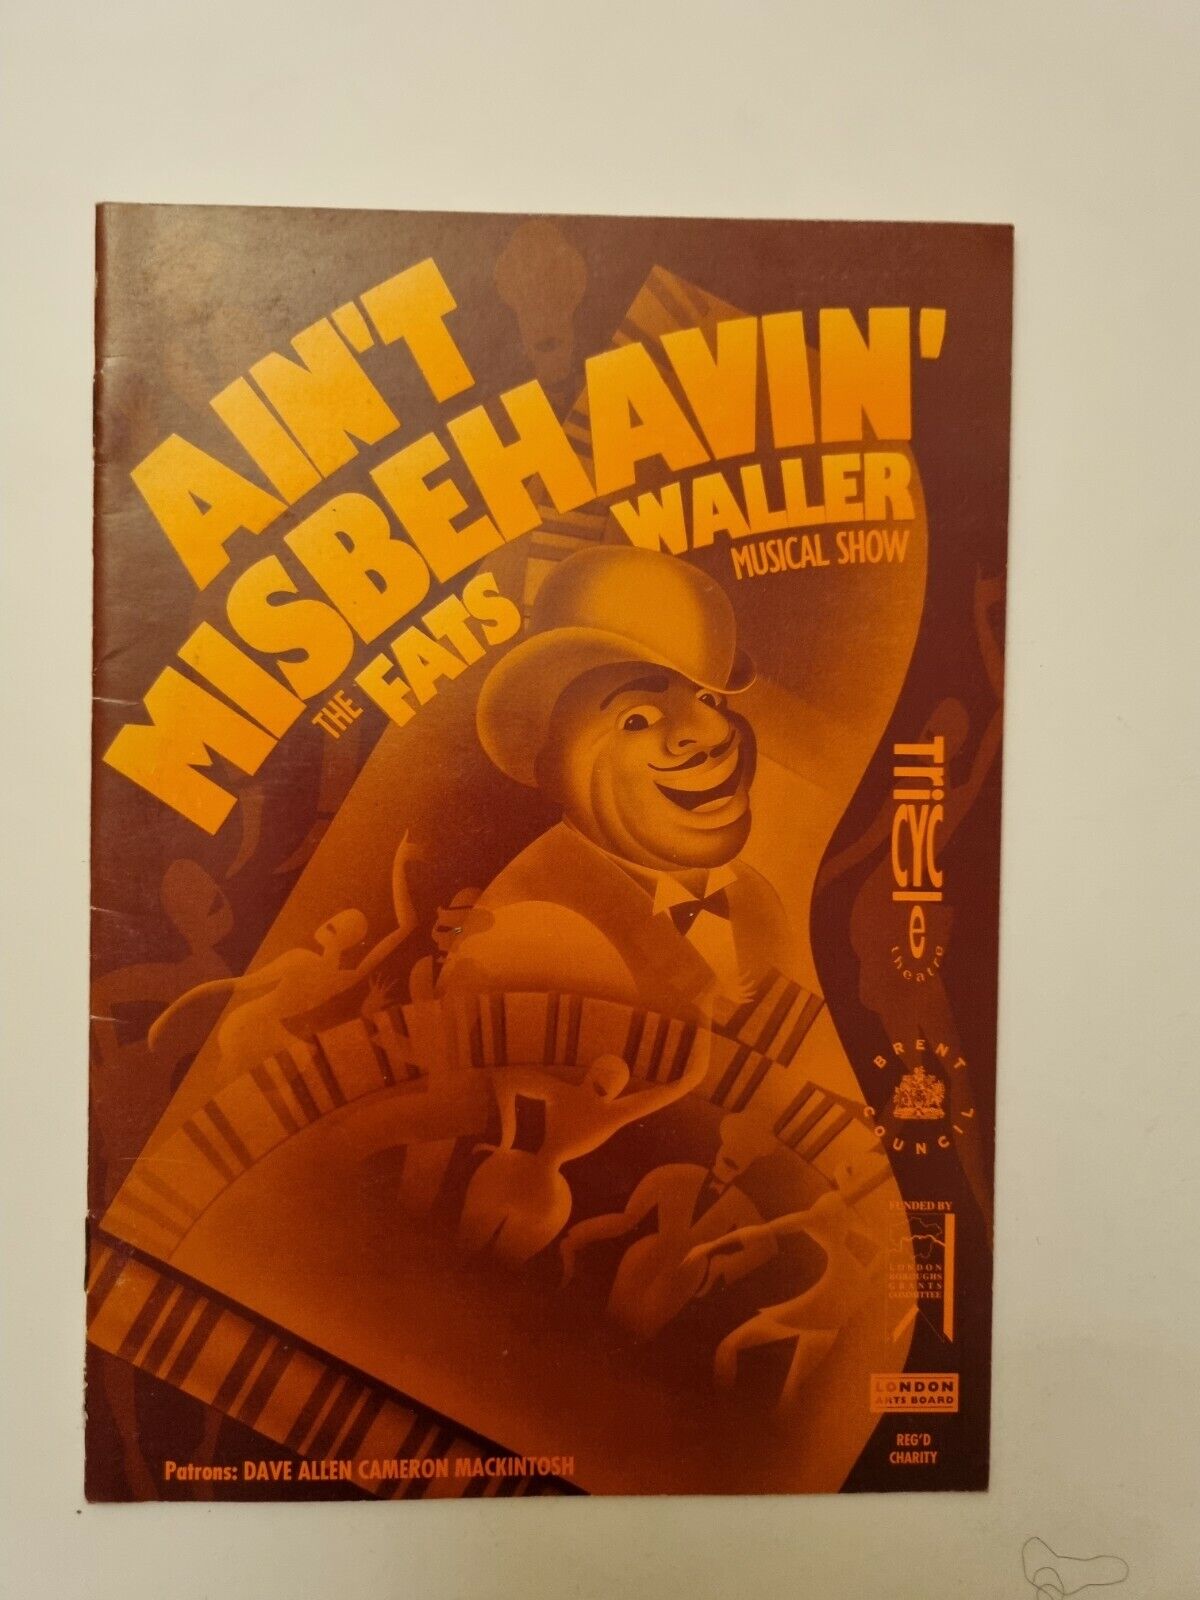 AIN'T
MISBEHAVIN'
THE FATS WALLER
MUSICAL SHOW
TRICYCLE
theatre
BRENT
COUNCIL
FUNDED BY
LONDON
BOROUGHS
GRANTS
COMMITTEE
LONDON
ARTS BOARD
REG'D
CHARITY
Patrons: DAVE ALLEN CAMERON MACKINTOSH